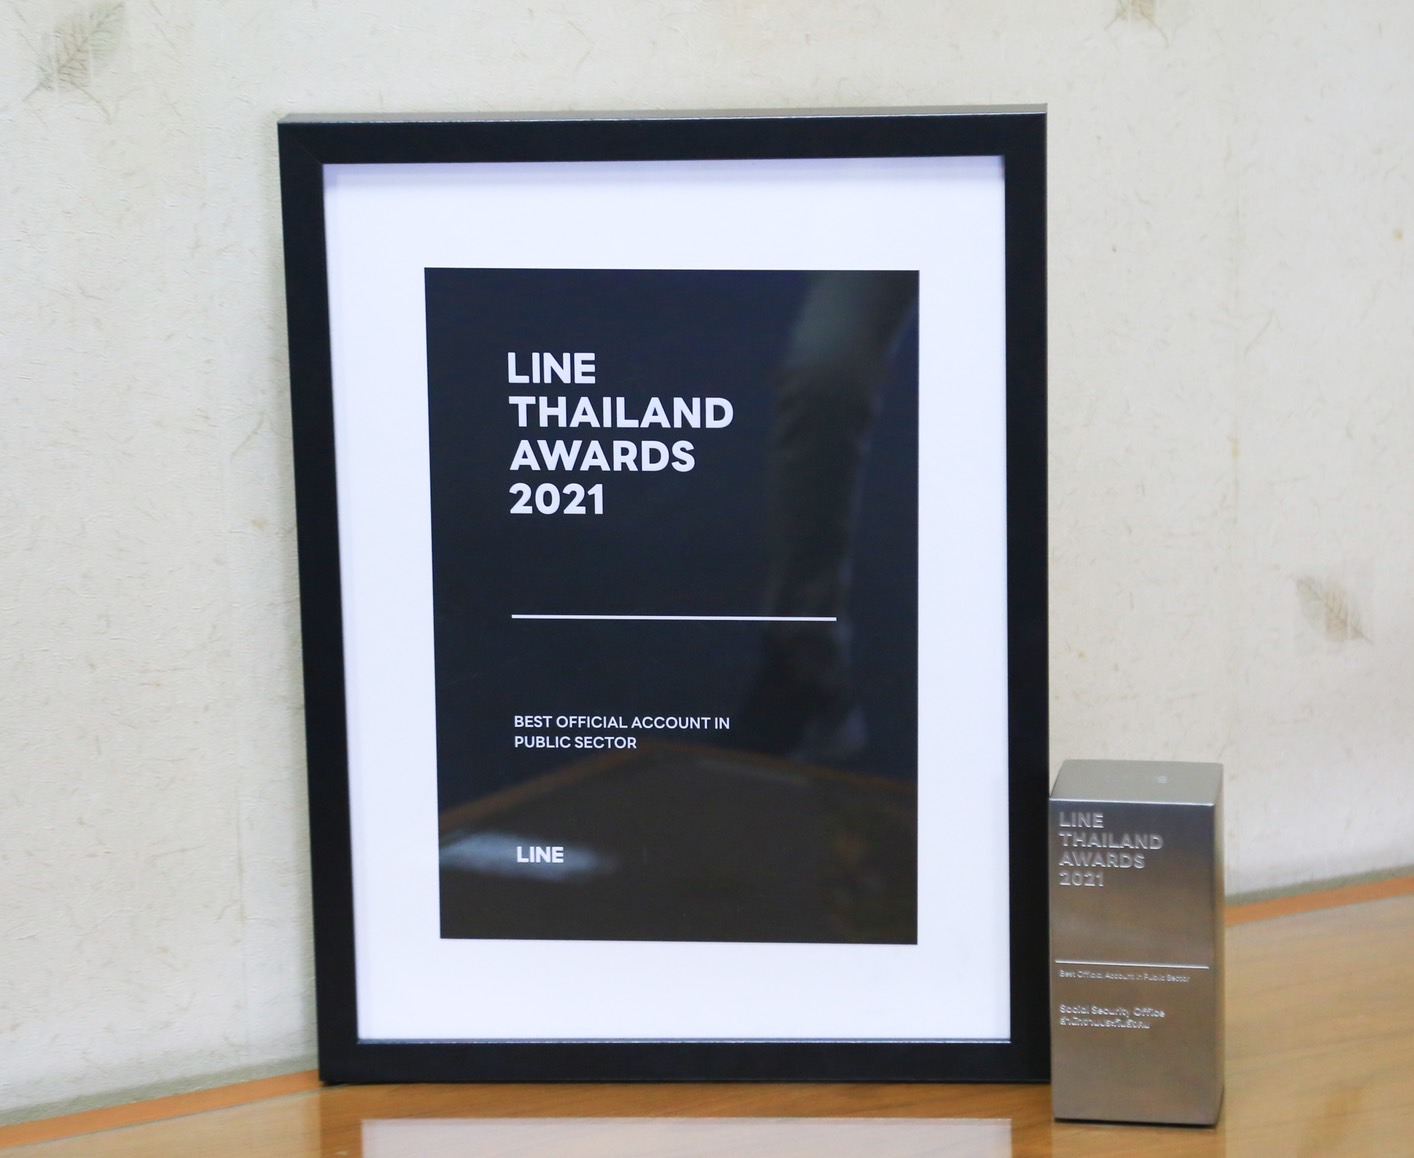 LINE
THAILAND
AWARDS
2021
BEST OFFICIAL ACCOUNT IN
PUBLIC SECTOR
LINE
LINE
THAILAND
AWARDS
2021
Best Official Account in Public Sector
Social Security Office
สำนักงานประกันสังคม